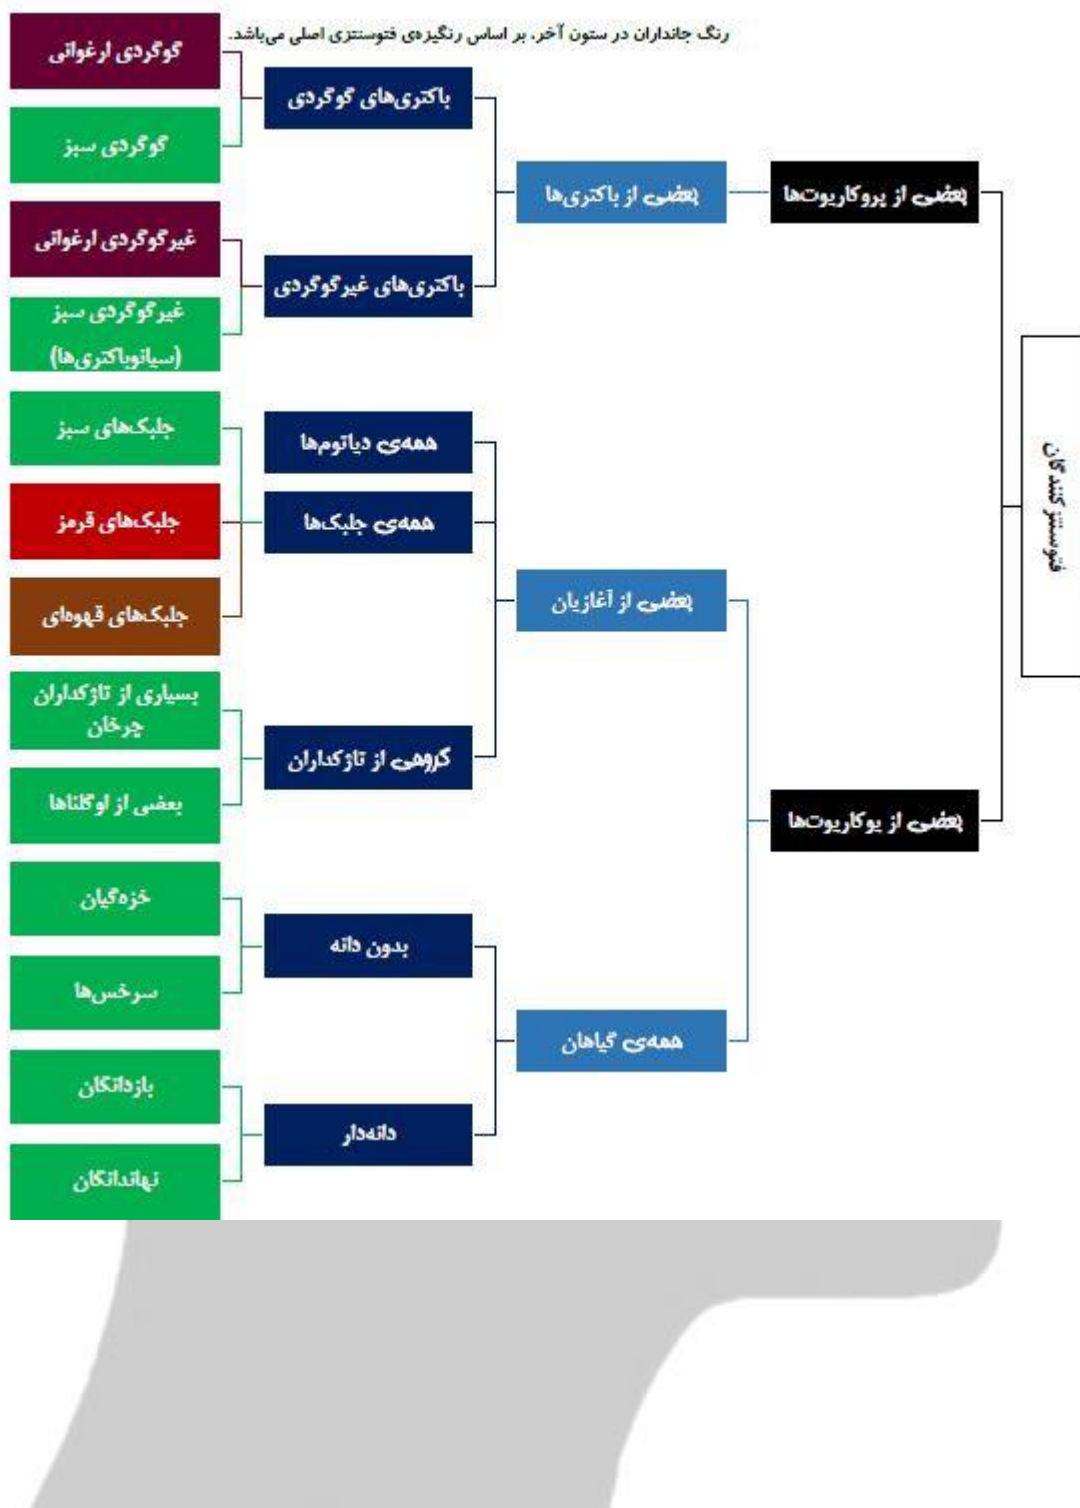 رنگ جانداران در ستون آخر، بر اساس رنگیزه‌ی فتوسنتزی اصلی می‌باشد.
فتوسنتز کنندگان
بعضی از پروکاریوت‌ها
بعضی از باکتری‌ها
باکتری‌های گوگردی
گوگردی ارغوانی
گوگردی سبز
باکتری‌های غیرگوگردی
غیرگوگردی ارغوانی
غیرگوگردی سبز
(سیانوباکتری‌ها)
بعضی از یوکاریوت‌ها
بعضی از آغازیان
همه‌ی دیاتوم‌ها
همه‌ی جلبک‌ها
جلبک‌های سبز
جلبک‌های قرمز
جلبک‌های قهوه‌ای
گروهی از تاژکداران
بسیاری از تاژکداران
چرخان
بعضی از اوگلناها
همه‌ی گیاهان
بدون دانه
خزه‌گیان
سرخس‌ها
دانه‌دار
بازدانگان
نهاندانگان